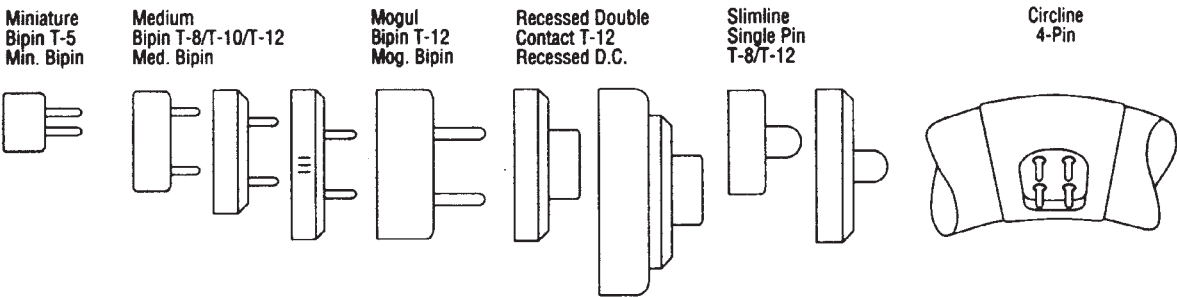 Miniature
Bipin T-5
Min. Bipin
Medium
Bipin T-8/T-10/T-12
Med. Bipin
Mogul
Bipin T-12
Mog. Bipin
Recessed Double
Contact T-12
Recessed D.C.
Slimline
Single Pin
T-8/T-12
Circline
4-Pin